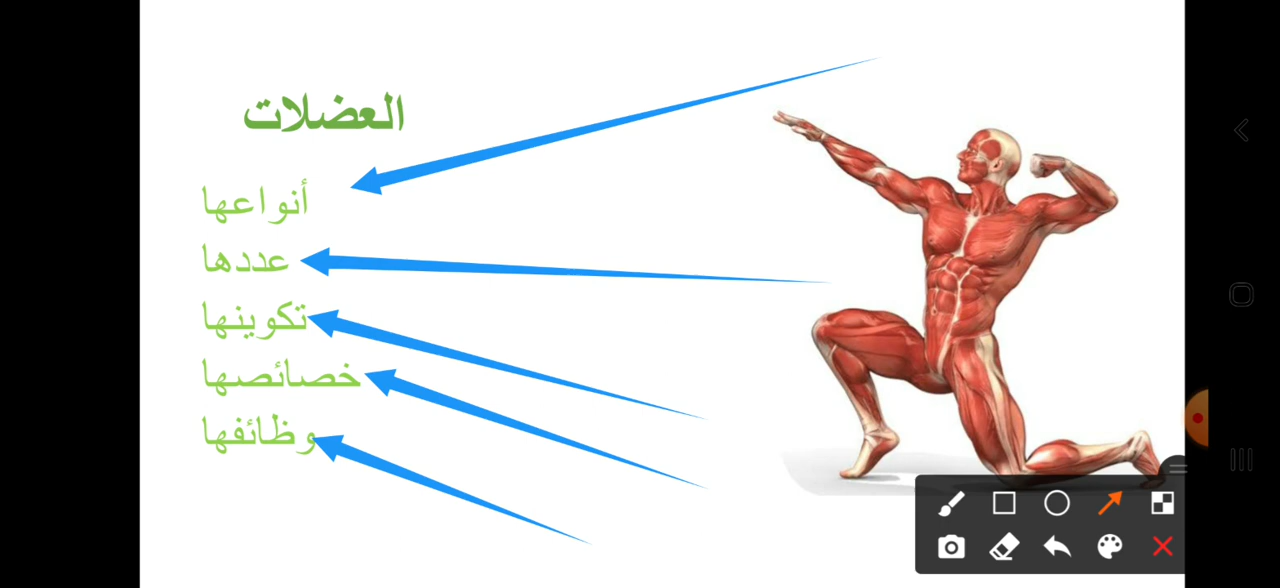 العضلات
أنواعها
عددها
تكوينها
خصائصها
وظائفها